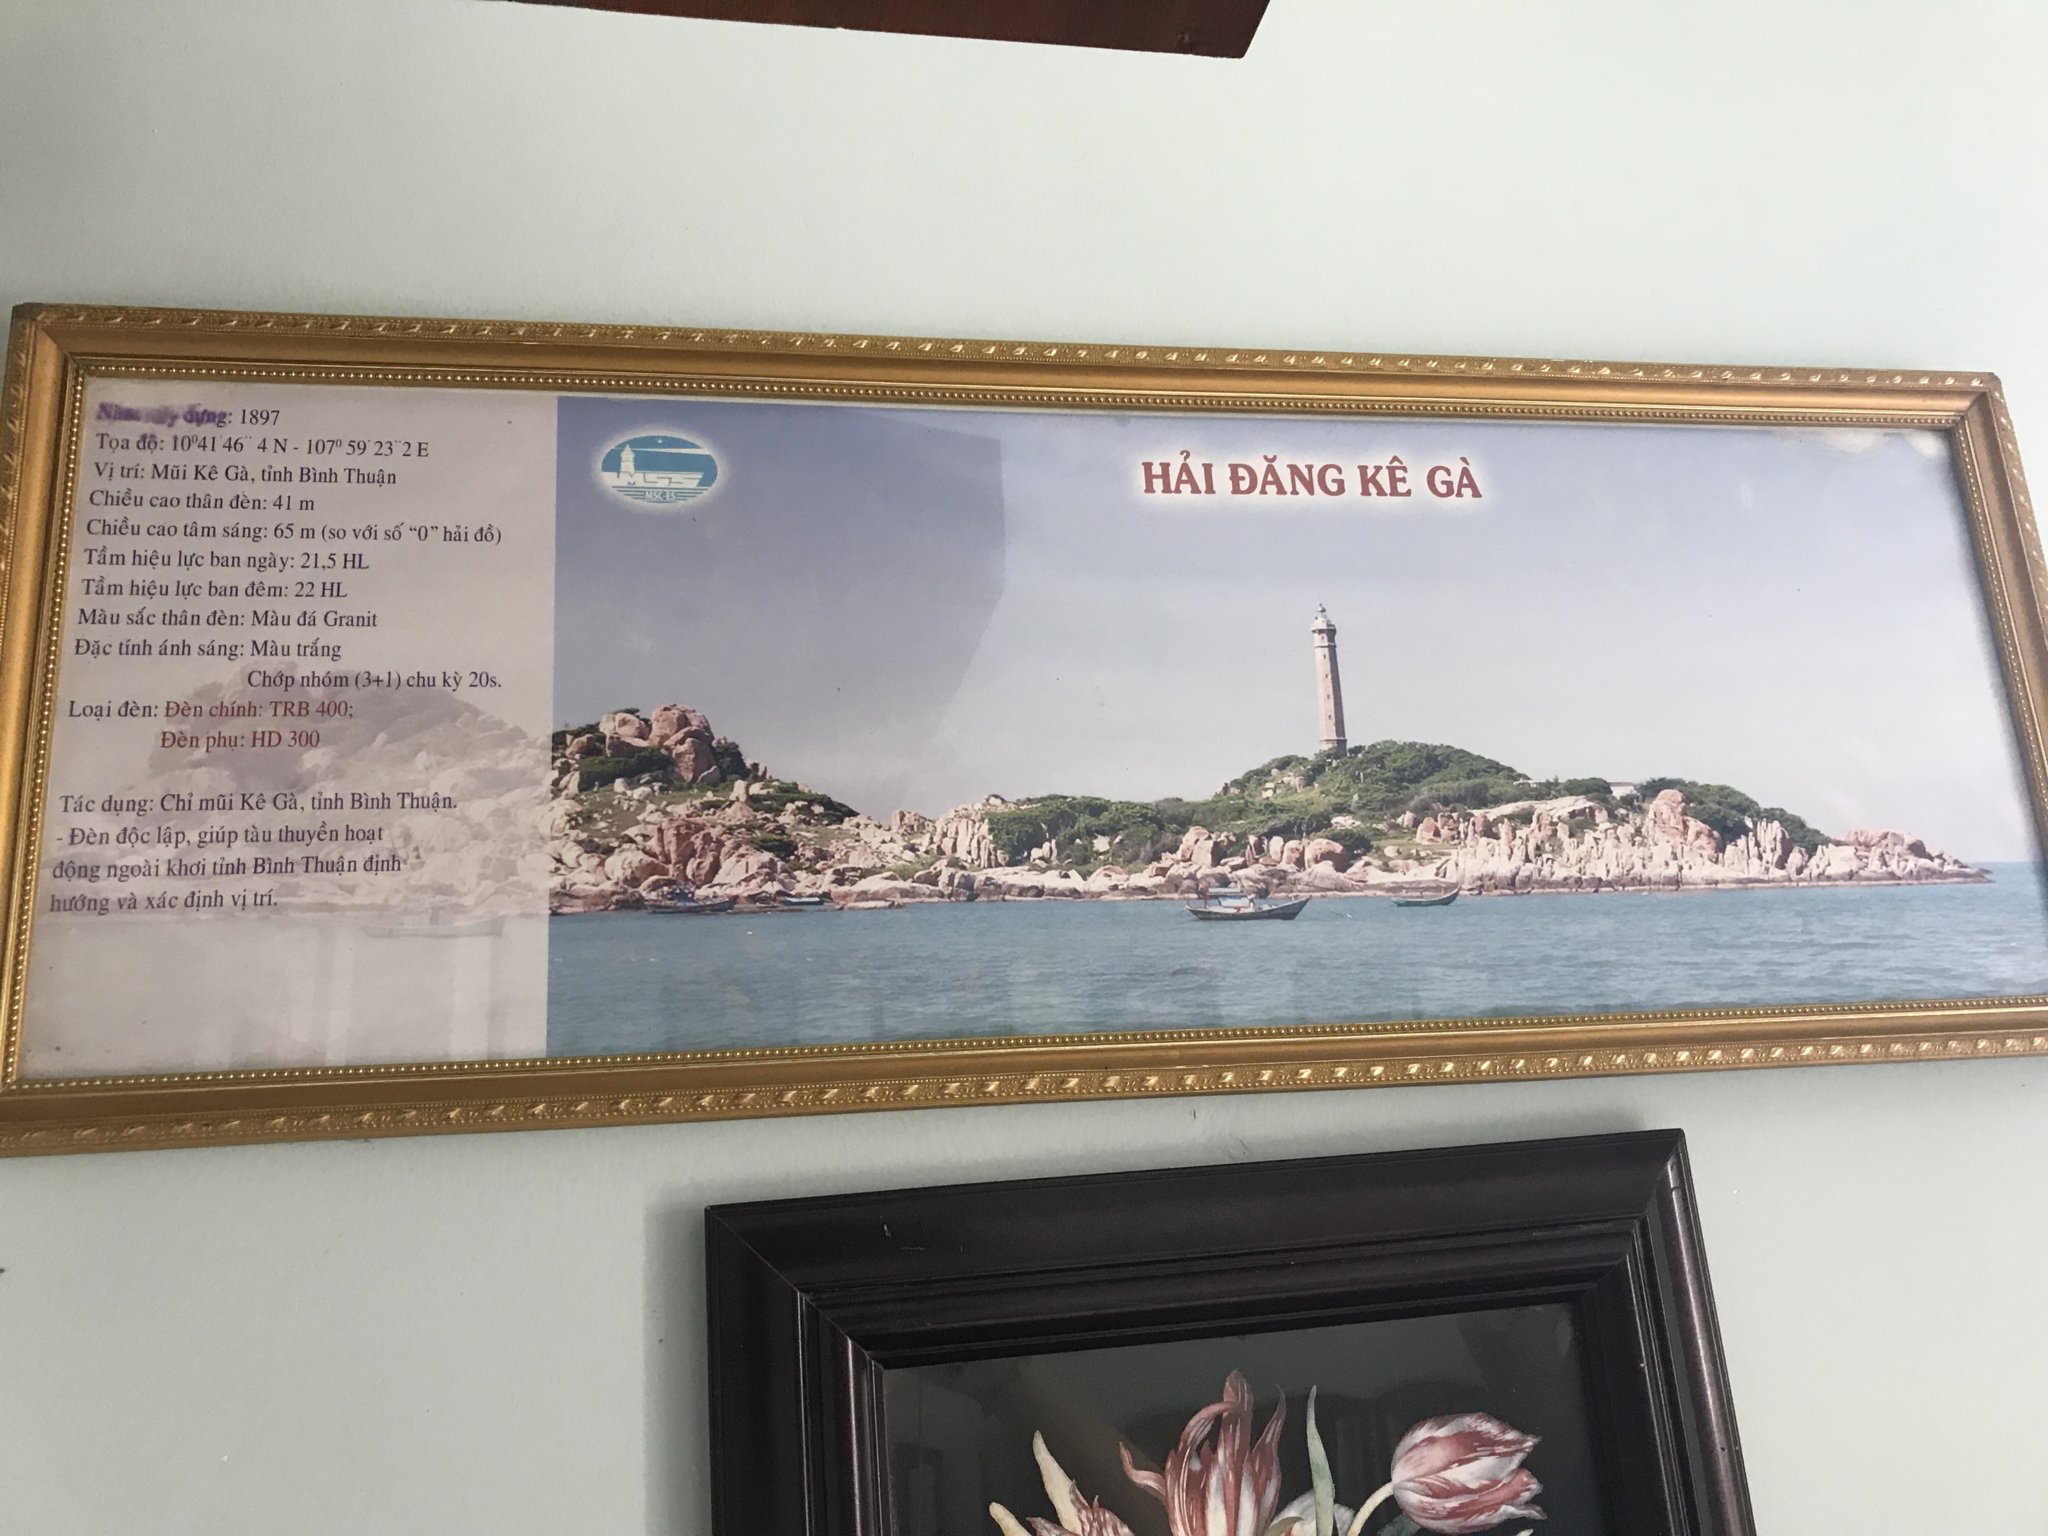 dựng: 1897
Tọa độ: 10⁰41´46´´ 4 N - 107⁰ 59´ 23´´2 E
Vị trí: Mũi Kê Gà, tỉnh Bình Thuận
Chiều cao thân đèn: 41 m
Chiều cao tâm sáng: 65 m (so với số “0” hải đồ)
Tầm hiệu lực ban ngày: 21,5 HL
Tầm hiệu lực ban đêm: 22 HL
Màu sắc thân đèn: Màu đá Granit
Đặc tính ánh sáng: Màu trắng
Chớp nhóm (3+1) chu kỳ 20s.
Loại đèn: Đèn chính: TRB 400;
Đèn phụ: HD 300
Tác dụng: Chỉ mũi Kê Gà, tỉnh Bình Thuận.
- Đèn độc lập, giúp tàu thuyền hoạt
động ngoài khơi tỉnh Bình Thuận định
hướng và xác định vị trí.
MSC-ES
HẢI ĐĂNG KÊ GÀ